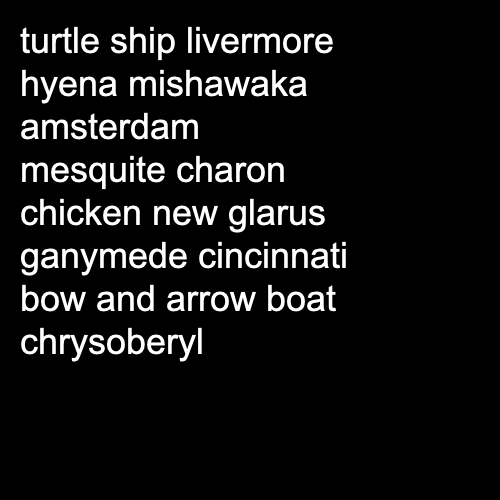 turtle ship livermore
hyena mishawaka
amsterdam
mesquite charon
chicken new glarus
ganymede cincinnati
bow and arrow boat
chrysoberyl